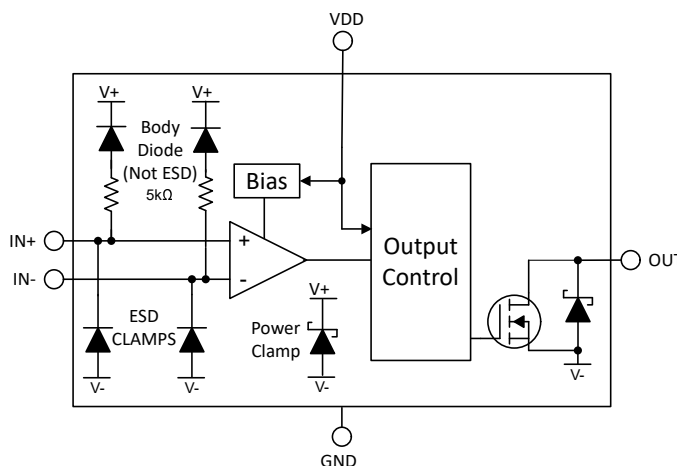 VDD
V+
V+
Body
Diode
(Not ESD)
5kΩ
Bias
IN+
IN-
+
-
Output
Control
OUT
ESD
CLAMPS
V+
Power
Clamp
V-
V-
V-
V-
GND